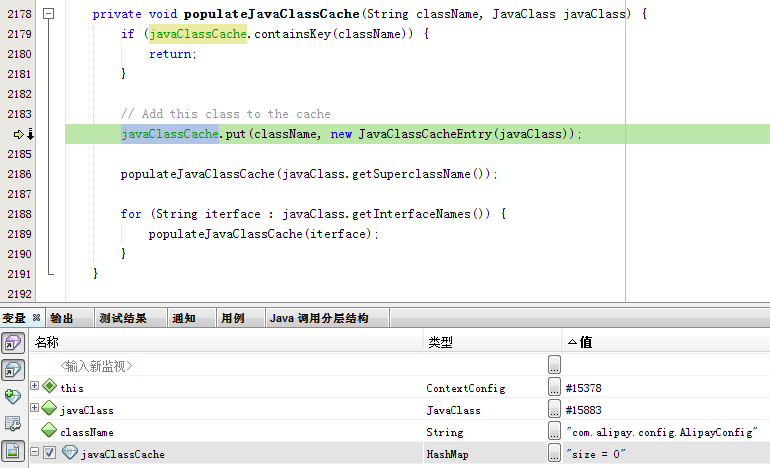 2178 private void populateJavaClassCache(String className, JavaClass javaClass) {
2179 if (javaClassCache.containsKey(className)) {
2180 return;
2181 }
2182
2183 // Add this class to the cache
javaClassCache.put(className, new JavaClassCacheEntry(javaClass));
2185
2186 populateJavaClassCache(javaClass.getSuperclassName());
2187
2188 for (String iterface : javaClass.getInterfaceNames()) {
2189 populateJavaClassCache(iterface);
2190 }
2191 }
2292
变量 输出 测试结果 通知 用例 Java 调用分层结构
名称 类型 值
<输入新监视> ...
this ContextConfig ... #15378
javaClass JavaClass ... #15883
className String ... "com.alipay.config.AlipayConfig"
javaClassCache HashMap ... "size = 0"